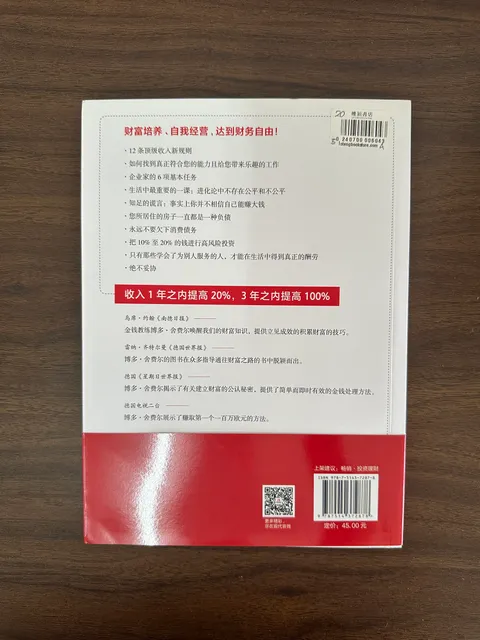 20 唯辰书店
财富培养、自我经营、达到财务自由！
· 12条顶级收入新规则
· 如何找到真正符合您的能力且给您带来乐趣的工作
· 企业家的6项基本任务
· 生活中最重要的一课：进化论中不存在公平和不公平
· 知足的谎言：事实上你并不相信自己能赚大钱
· 您所居住的房子一直都是一种负债
· 永远不要欠下消费债务
· 把10%至20%的钱进行高风险投资
· 只有那些学会了为别人服务的人，才能在生活中得到真正的酬劳
· 绝不妥协
收入1年之内提高20%，3年之内提高100%
乌席·约翰《南德日报》
金钱教练博多·舍费尔唤醒我们的财富知识，提供立见成效的积累财富的技巧。
雷纳·齐特尔曼《德国世界报》
博多·舍费尔的图书在众多指导通往财富之路的书中脱颖而出。
德国《星期日世界报》
博多·舍费尔揭示了有关建立财富的公认秘密，提供了简单而即时有效的金钱处理方法。
德国电视二台
博多·舍费尔展示了赚取第一个一百万欧元的方法。
上架建议：畅销·投资理财
定价：45.00元